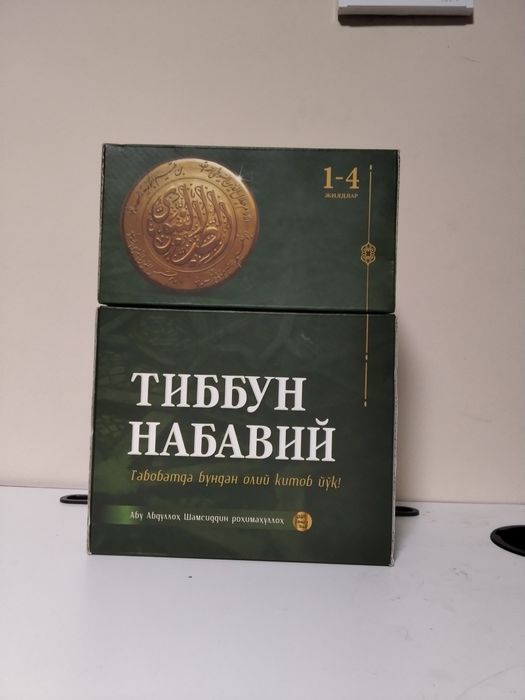 1-4
ЖИЛДЛАР
ТИББУН
НАБАВИЙ
Табобатда бундан олий китоб йўқ!
Абу Абдуллоҳ Шамсиддин роҳимаҳуллоҳ